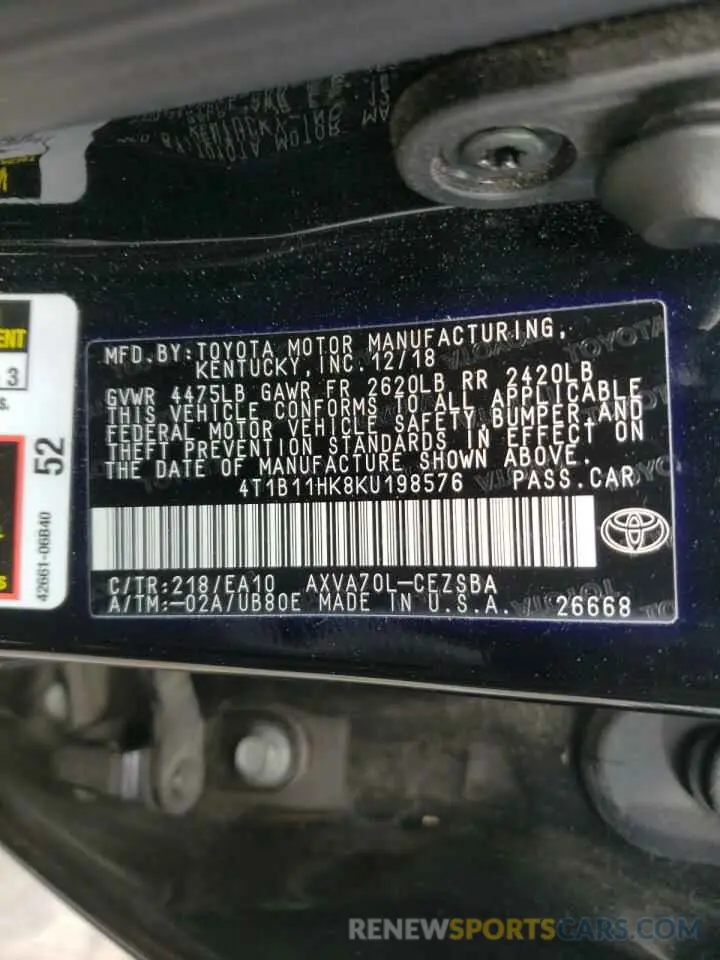 MFD.BY:TOYOTA MOTOR MANUFACTURING,
KENTUCKY,INC.12/18
GVWR 4475LB GAWR FR 2620LB RR 2420LB
THIS VEHICLE CONFORMS TO ALL APPLICABLE
FEDERAL MOTOR VEHICLE SAFETY,BUMPER,AND
THEFT PREVENTION STANDARDS IN EFFECT ON
THE DATE OF MANUFACTURE SHOWN ABOVE.
4T1B11HK8KU198576 PASS.CAR
C/TR:218/EA10 AXVA70L-CEZSBA
A/TM:-02A/UB80E MADE IN U.S.A. 26668
52
42661-06B40
3
TOYOTA
RENEWSPORTSCARS.COM